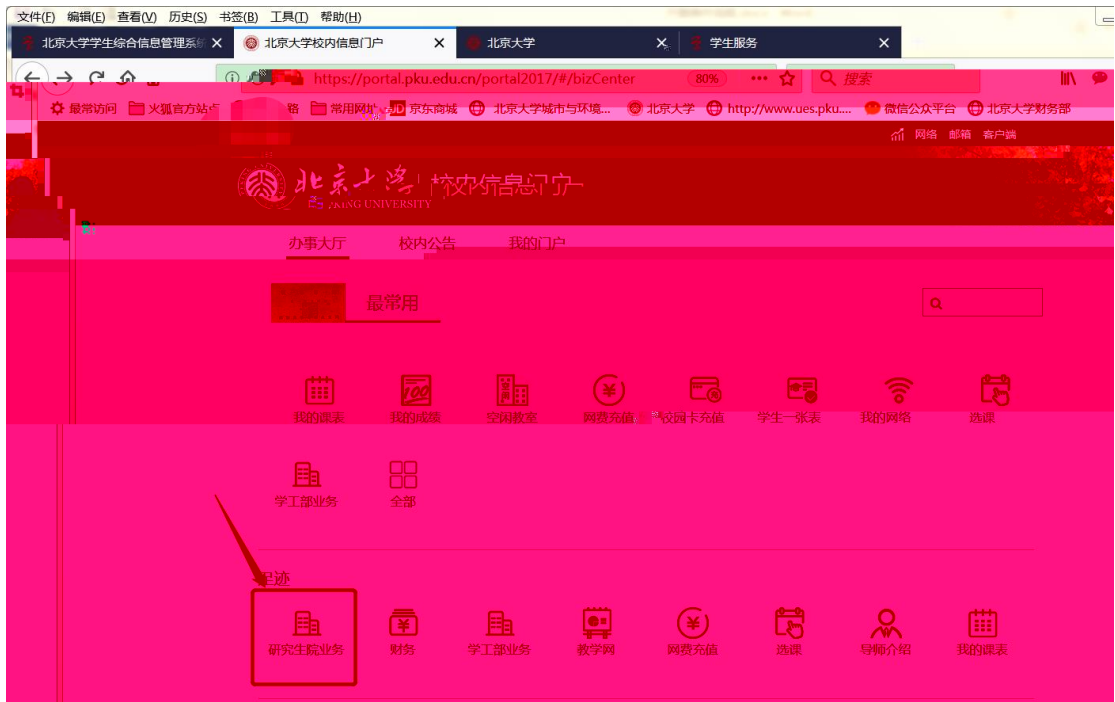 文件(F) 编辑(E) 查看(V) 历史(S) 书签(B) 工具(T) 帮助(H)
北京大学学生综合信息管理系统 北京大学校内信息门户 北京大学 学生服务
https://portal.pku.edu.cn/portal2017/#/bizCenter 80% 搜索
最常访问 火狐官方站点 常用网址 JD 京东商城 北京大学城市与环境... 北京大学 http://www.ues.pku.... 微信公众平台 北京大学财务部
网络 邮箱 客户端
北京大学 校内信息门户
PEKING UNIVERSITY
办事大厅 校内公告 我的门户
最常用
我的课表 我的成绩 空闲教室 网费充值 校园卡充值 学生一张表 我的网络 选课
学工部业务 全部
足迹
研究生院业务 财务 学工部业务 教学网 网费充值 选课 导师介绍 我的课表